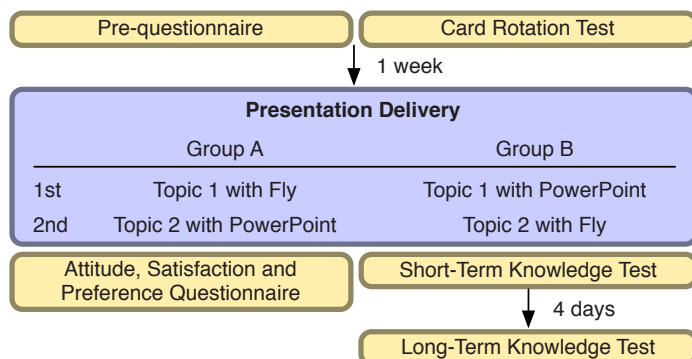 Pre-questionnaire
Card Rotation Test
1 week
Presentation Delivery
Group A Group B
1st Topic 1 with Fly Topic 1 with PowerPoint
2nd Topic 2 with PowerPoint Topic 2 with Fly
Attitude, Satisfaction and
Preference Questionnaire
Short-Term Knowledge Test
4 days
Long-Term Knowledge Test